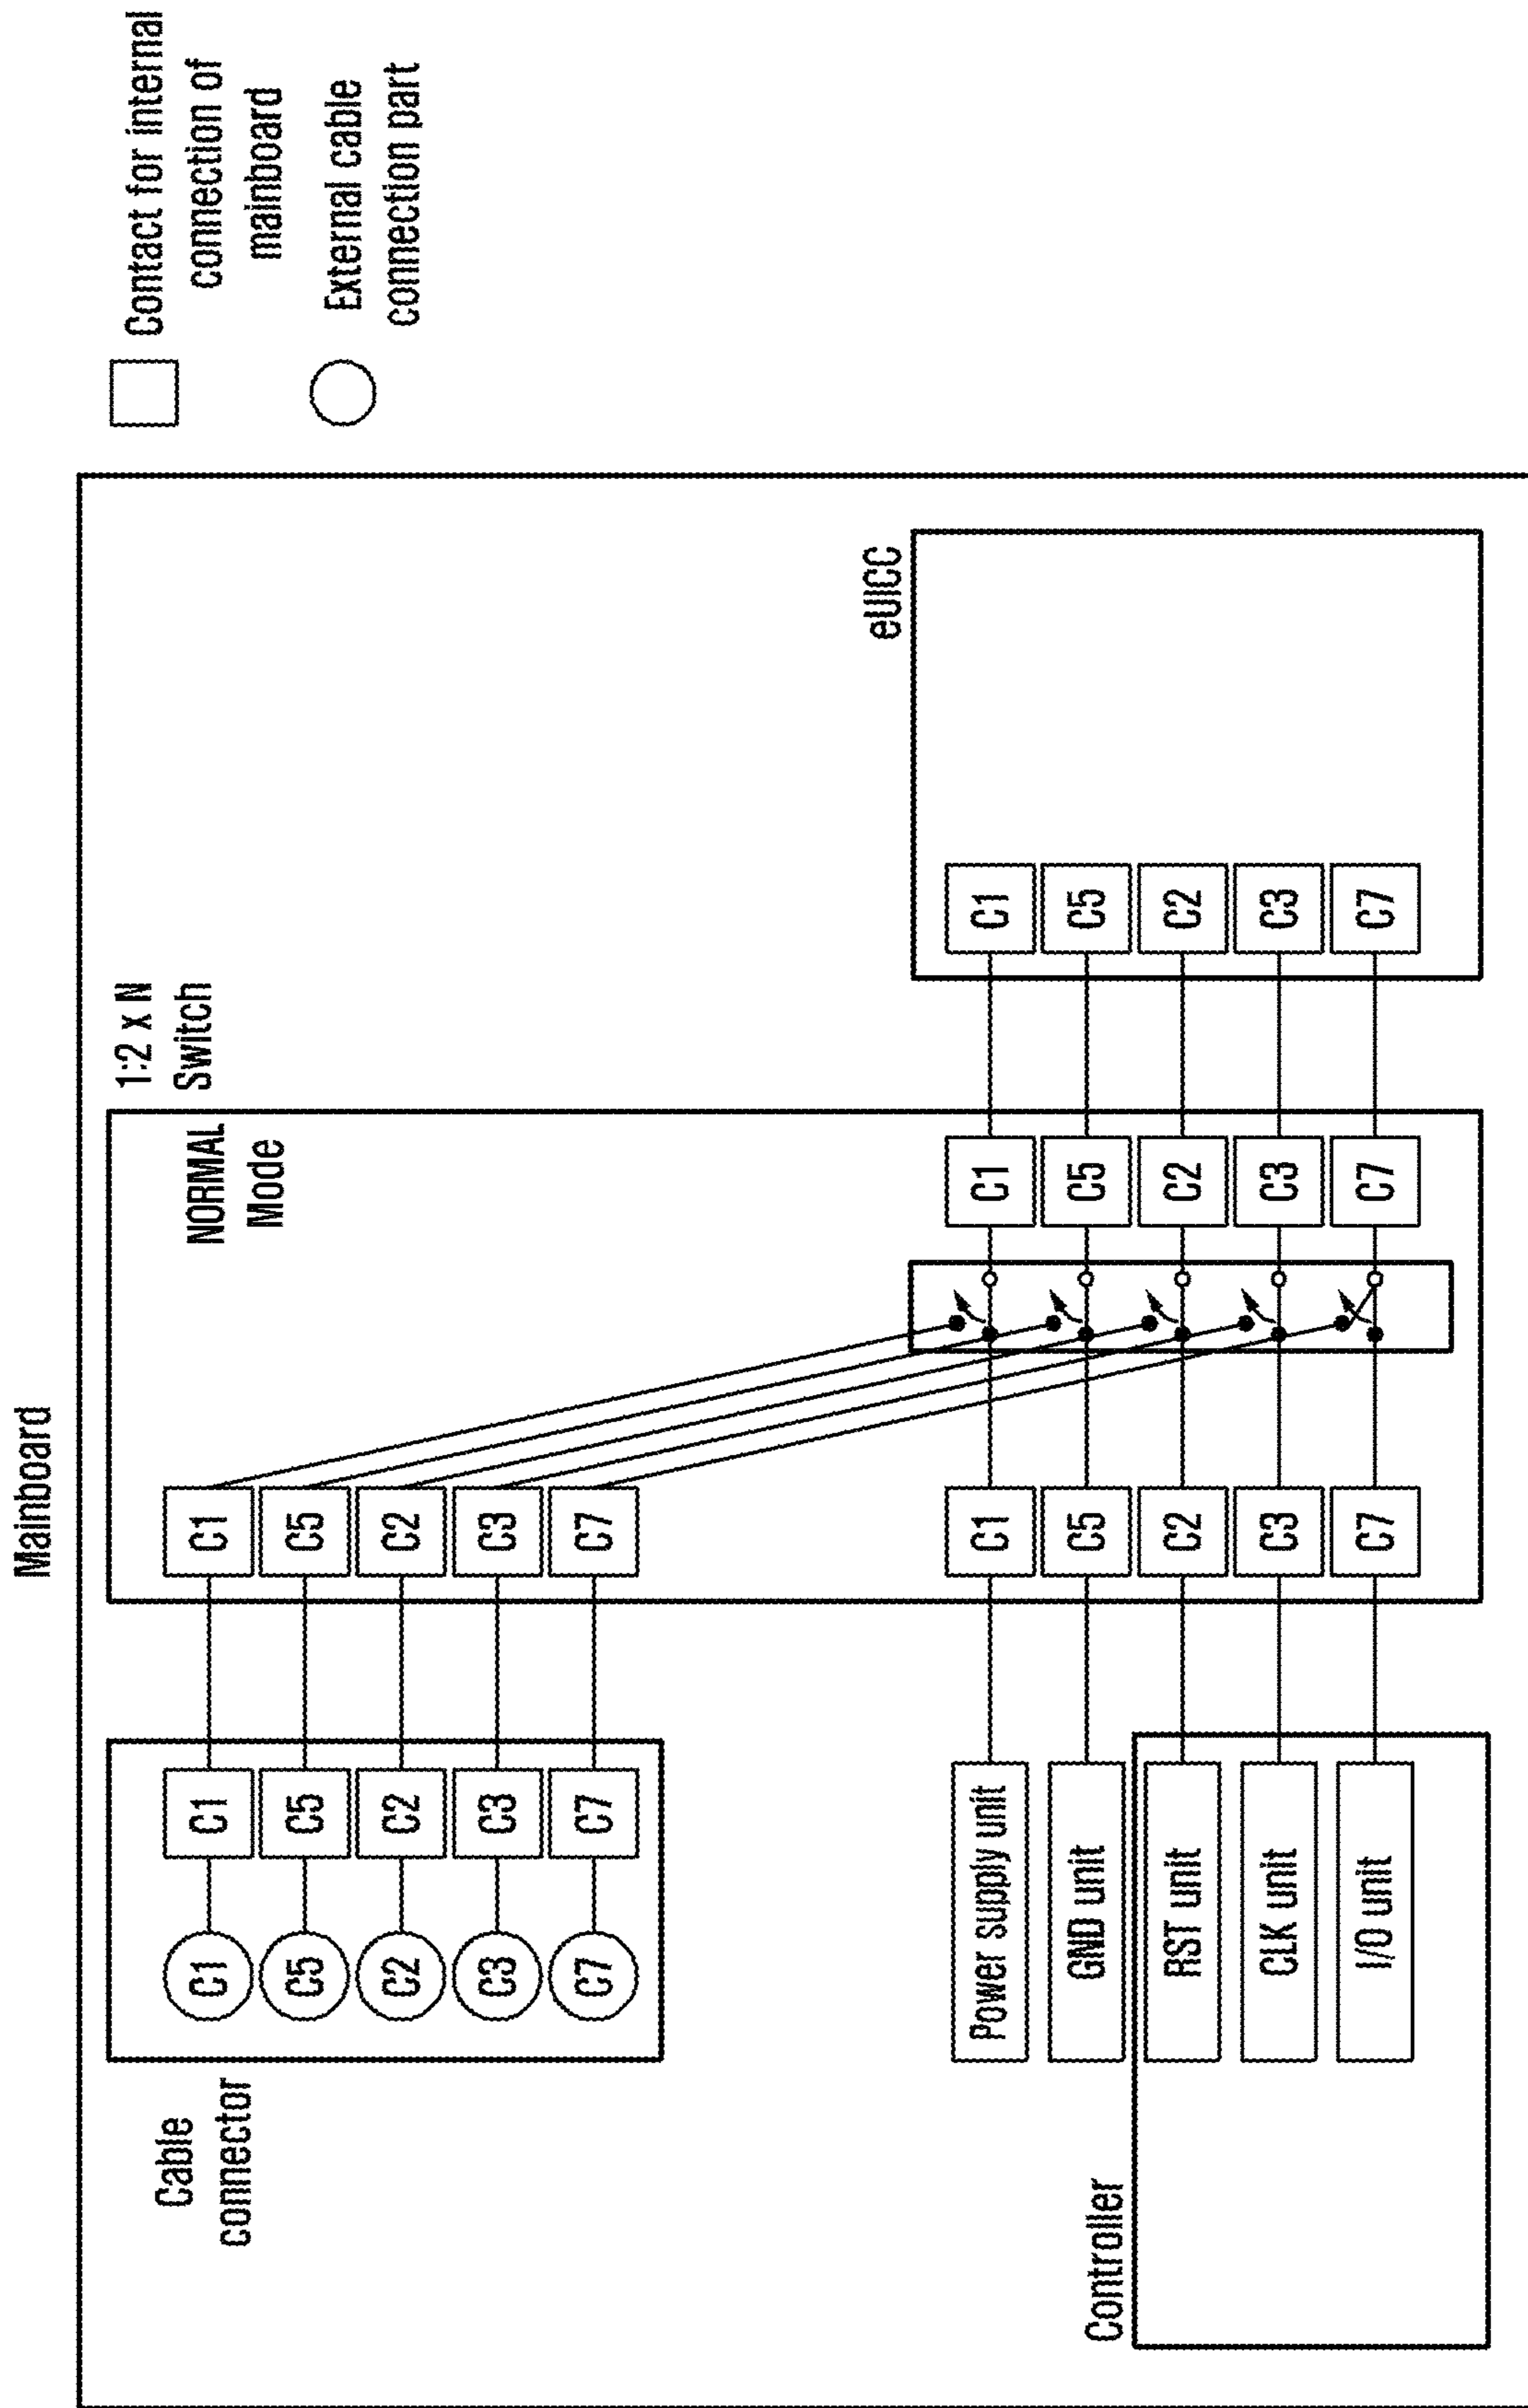 Mainboard
Contact for internal
connection of
mainboard
External cable
connection part
Cable
connector
C1
C5
C2
C3
C7
C1
C5
C2
C3
C7
1:2 x N
Switch
NORMAL
Mode
C1
C5
C2
C3
C7
C1
C5
C2
C3
C7
C1
C5
C2
C3
C7
eUICC
C1
C5
C2
C3
C7
Controller
Power supply unit
GND unit
RST unit
CLK unit
I/O unit